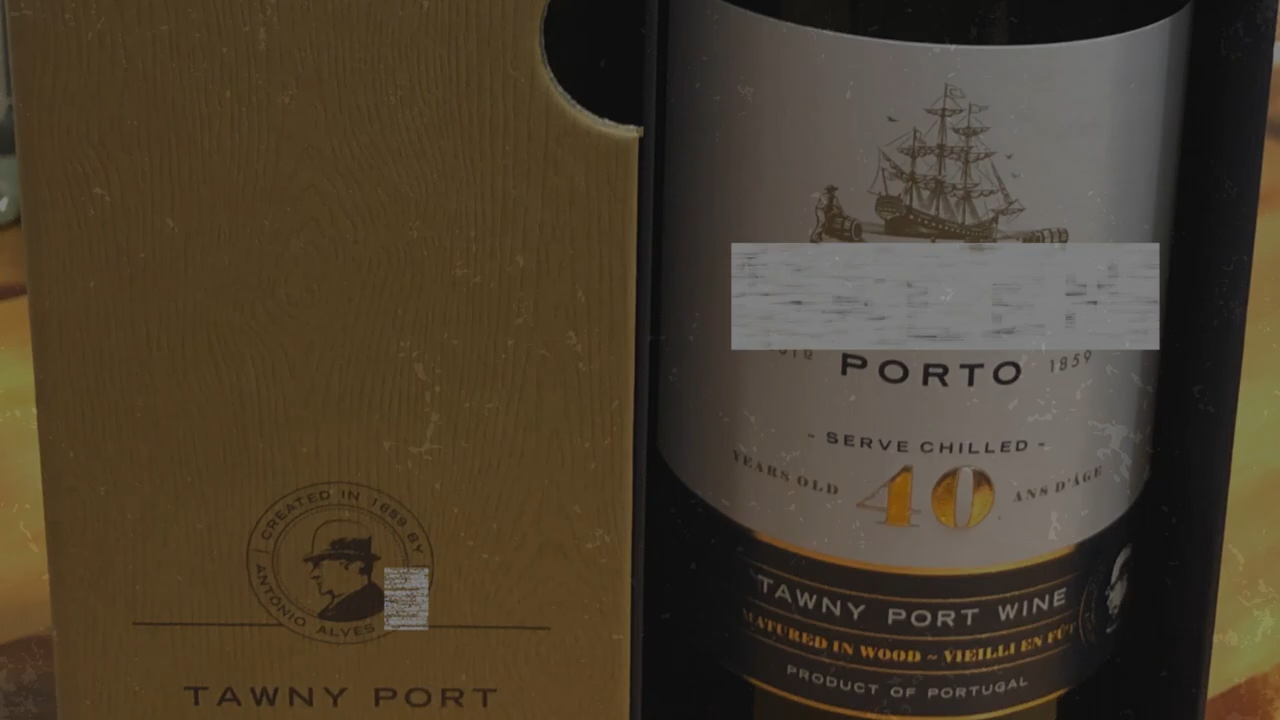 CREATED IN 1859 BY
ANTÓNIO ALVES
TAWNY PORT
PORTO
1859
- SERVE CHILLED -
YEARS OLD 40 ANS D'ÂGE
TAWNY PORT WINE
MATURED IN WOOD ~ VIEILLI EN FÛT
PRODUCT OF PORTUGAL